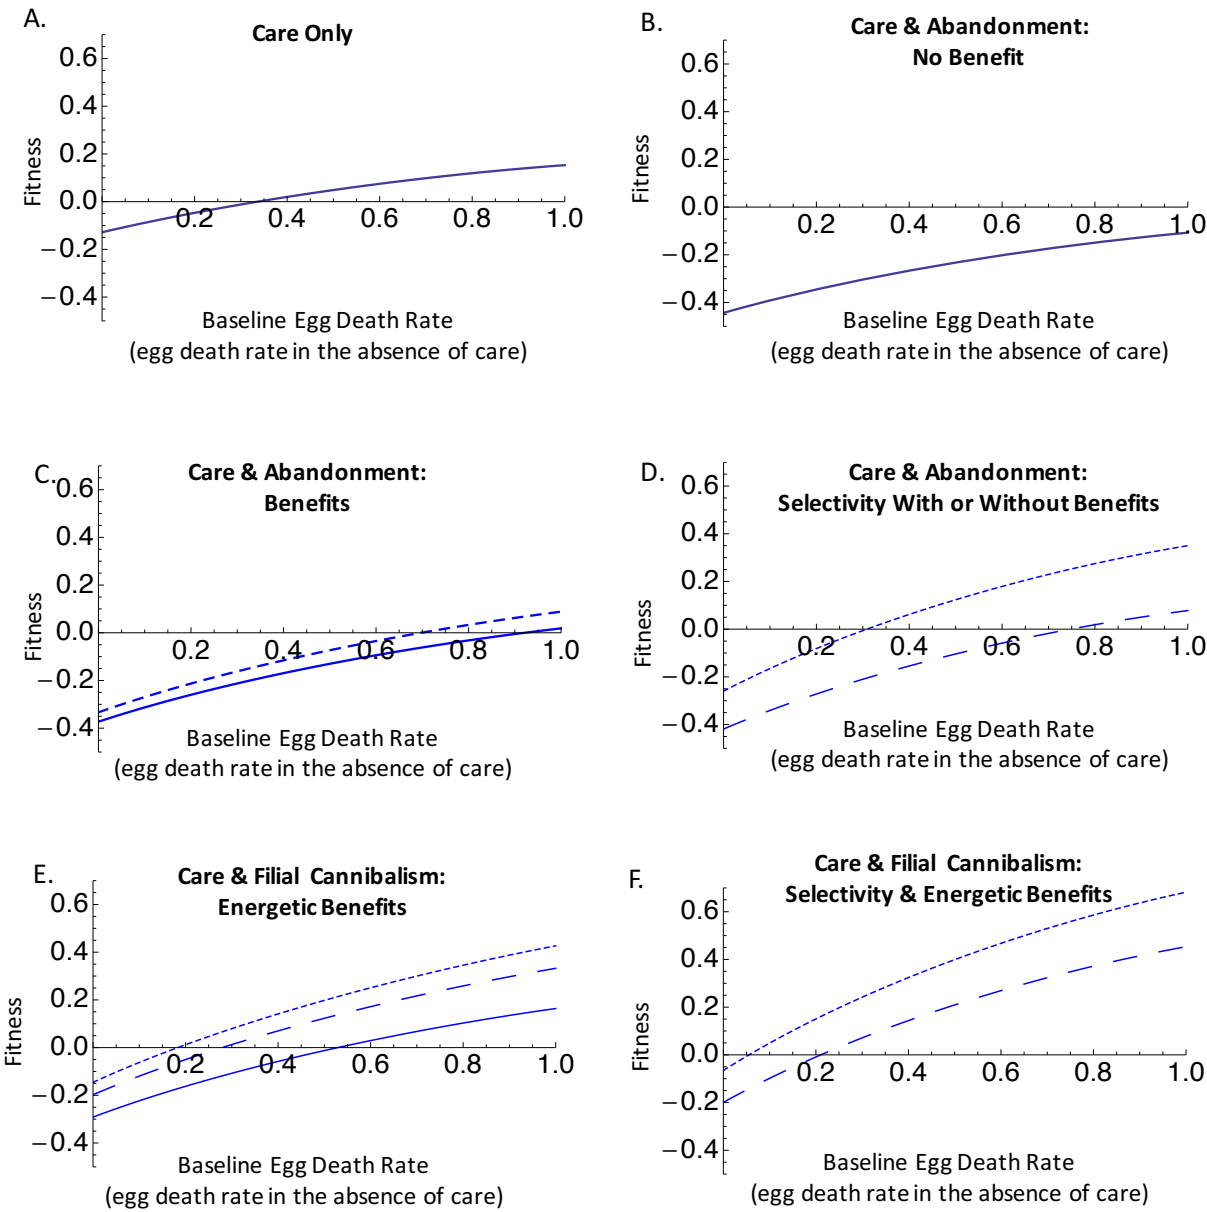 A.
Care Only
0.6
0.4
0.2
0.0
−0.2
−0.4
0.2 0.4 0.6 0.8 1.0
Fitness
Baseline Egg Death Rate
(egg death rate in the absence of care)
B.
Care & Abandonment:
No Benefit
0.6
0.4
0.2
0.0
−0.2
−0.4
0.2 0.4 0.6 0.8 1.0
Fitness
Baseline Egg Death Rate
(egg death rate in the absence of care)
C.
Care & Abandonment:
Benefits
0.6
0.4
0.2
0.0
−0.2
−0.4
0.2 0.4 0.6 0.8 1.0
Fitness
Baseline Egg Death Rate
(egg death rate in the absence of care)
D.
Care & Abandonment:
Selectivity With or Without Benefits
0.6
0.4
0.2
0.0
−0.2
−0.4
0.2 0.4 0.6 0.8 1.0
Fitness
Baseline Egg Death Rate
(egg death rate in the absence of care)
E.
Care & Filial Cannibalism:
Energetic Benefits
0.6
0.4
0.2
0.0
−0.2
−0.4
0.2 0.4 0.6 0.8 1.0
Fitness
Baseline Egg Death Rate
(egg death rate in the absence of care)
F.
Care & Filial Cannibalism:
Selectivity & Energetic Benefits
0.6
0.4
0.2
0.0
−0.2
−0.4
0.2 0.4 0.6 0.8 1.0
Fitness
Baseline Egg Death Rate
(egg death rate in the absence of care)